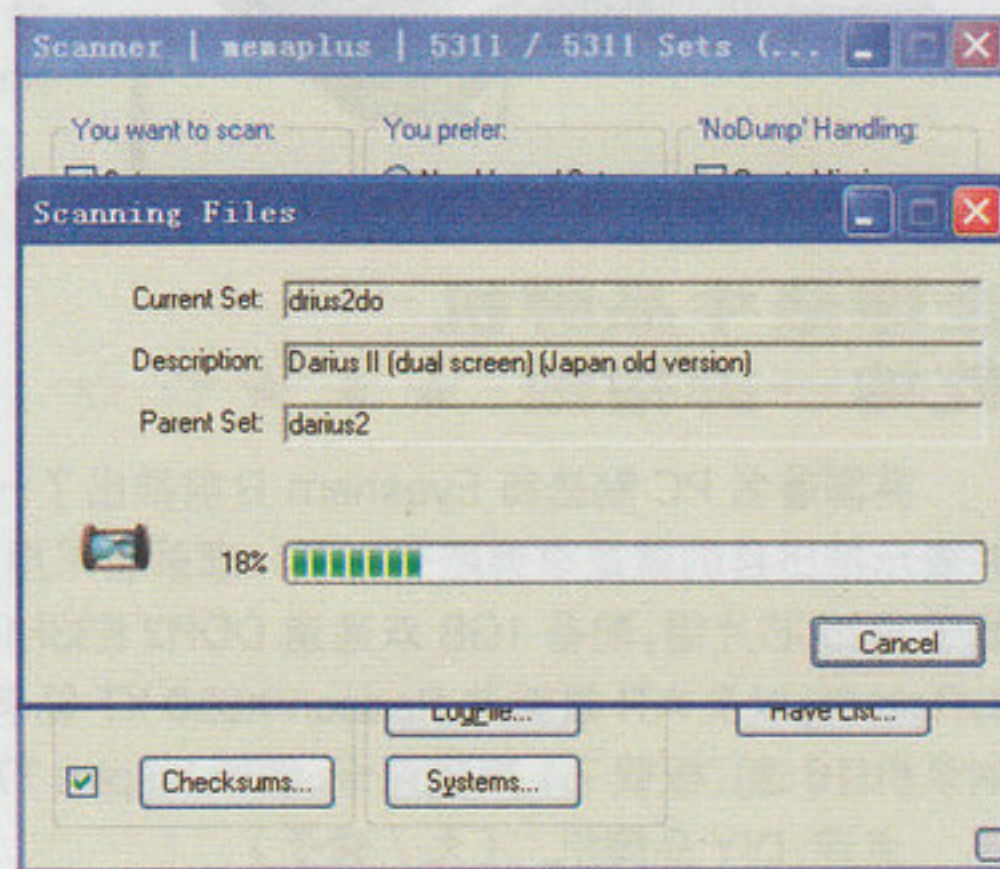 Scanner | memaplus | 5311 / 5311 Sets (...
You want to scan:
You prefer:
'NoDump' Handling:
Scanning Files
Current Set: drius2do
Description: Darius II (dual screen) (Japan old version)
Parent Set: darius2
18%
Cancel
LogFile...
Have List...
Checksums...
Systems...